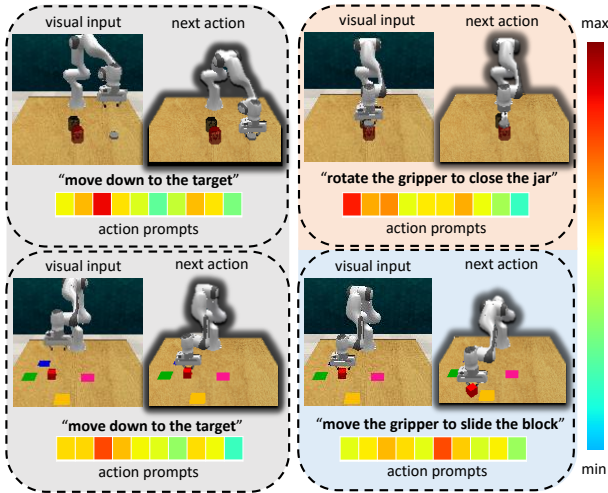 visual input
next action
“move down to the target”
action prompts
visual input
next action
“rotate the gripper to close the jar”
action prompts
visual input
next action
“move down to the target”
action prompts
visual input
next action
“move the gripper to slide the block”
action prompts
max
min